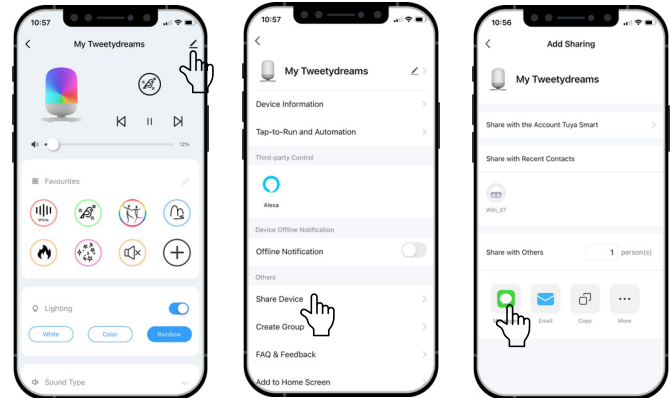 10:57
My Tweetydreams
12%
Favourites
White
Lighting
White
Color
Rainbow
Sound Type
10:57
My Tweetydreams
Device Information
Tap-to-Run and Automation
Third-party Control
Alexa
Device Offline Notification
Offline Notification
Others
Share Device
Create Group
FAQ & Feedback
Add to Home Screen
10:56
Add Sharing
My Tweetydreams
Share with the Account Tuya Smart
Share with Recent Contacts
Share with Others
1 person(s)
Email
Copy
More